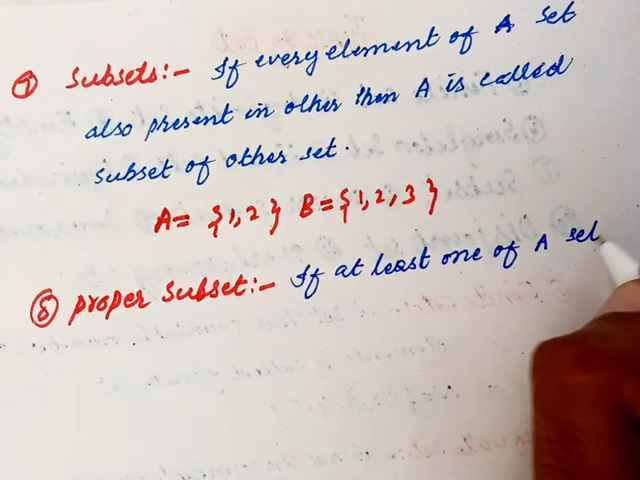 ⑦ Subsets:- If every element of A Set
also present in other then A is called
subset of other set.
A= {1,2} B={1,2,3}
⑧ Proper Subset:- If at least one of A set